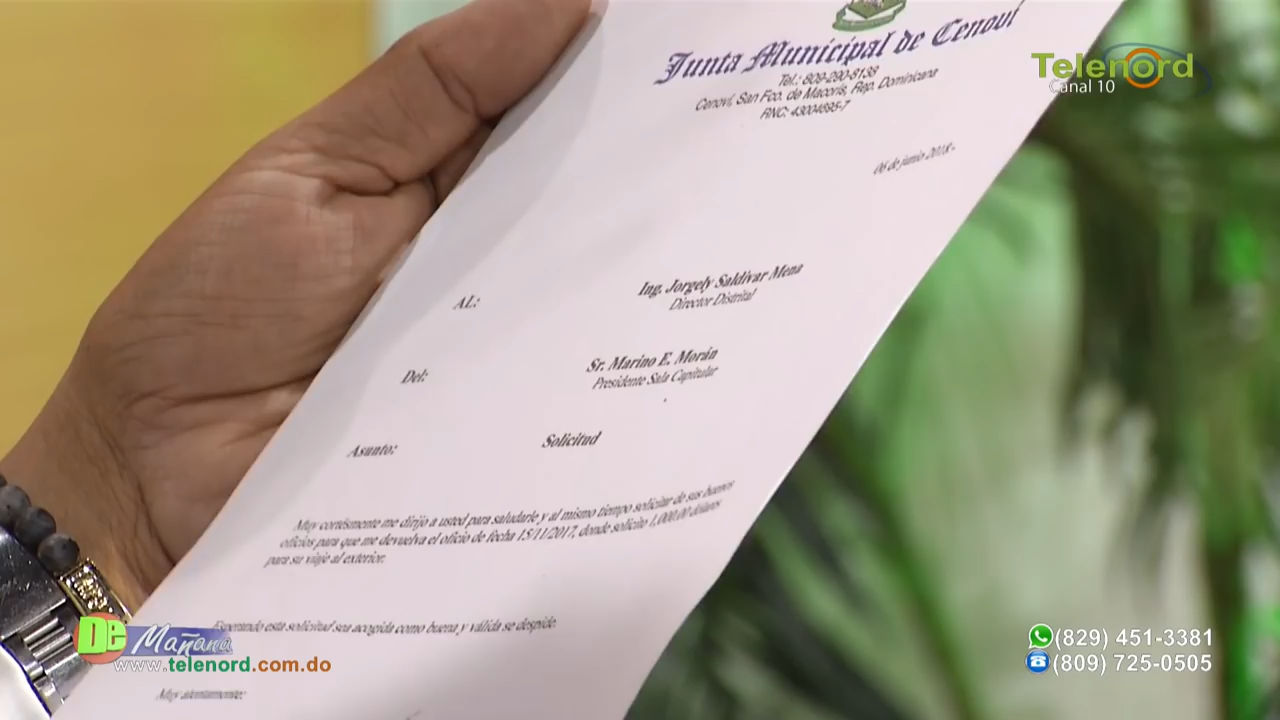 Junta Municipal de Cenoví
Tel.: 809-290-8138
Cenoví, San Fco. de Macorís, Rep. Dominicana
RNC: 43004695-7
06 de junio 2018.-
AL:
Ing. Jorgely Saldívar Mena
Director Distrital
Del:
Sr. Marino E. Morán
Presidente Sala Capitular
Asunto:
Solicitud
Muy cortésmente me dirijo a usted para saludarle y al mismo tiempo solicitar de sus buenos
oficios para que me devuelva el oficio de fecha 15/11/2017, donde solicito 1,000.00 dólares
para su viaje al exterior.
Esperando esta solicitud sea acogida como buena y válida se despide.
Muy atentamente;
Telenord
Canal 10
De Mañana
www.telenord.com.do
(829) 451-3381
(809) 725-0505